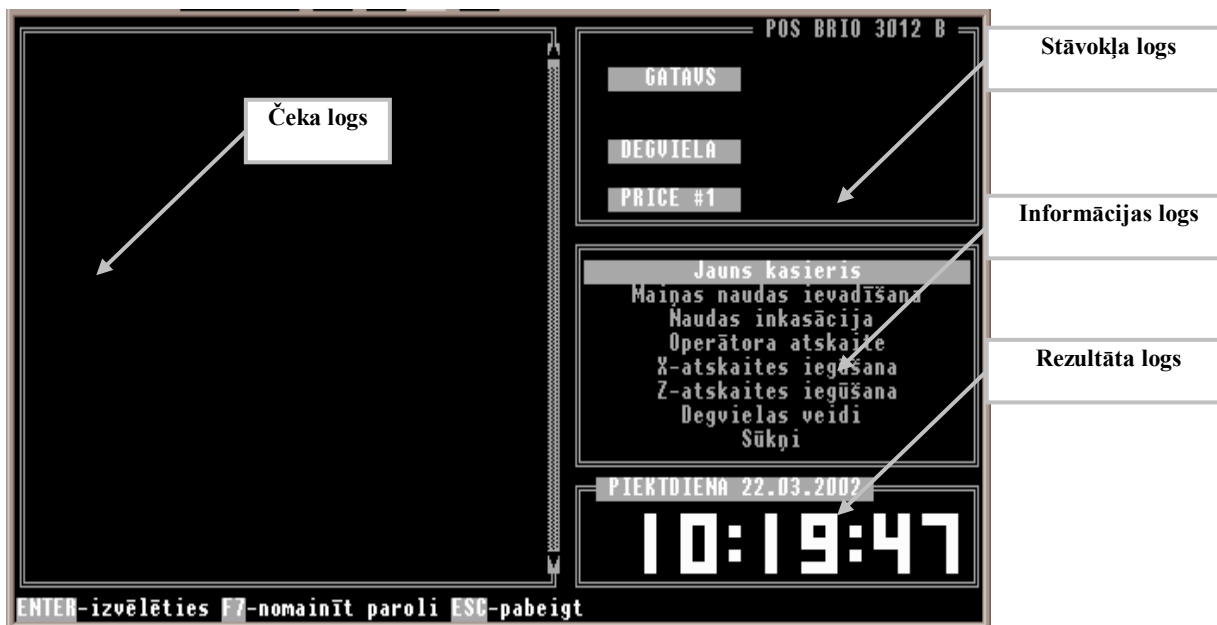 POS BRIO 3012 B
Stāvokļa logs
GATAVS
Čeka logs
DEGVIELA
PRICE #1
Informācijas logs
Jauns kasieris
Maiņas naudas ievadīšana
Naudas inkasācija
Operātora atskaite
X-atskaites iegūšana
Rezultāta logs
Z-atskaites iegūšana
Degvielas veidi
Sūkņi
PIEKTDIENA 22.03.2002
10:19:47
ENTER-izvēlēties F7-nomainīt paroli ESC-pabeigt